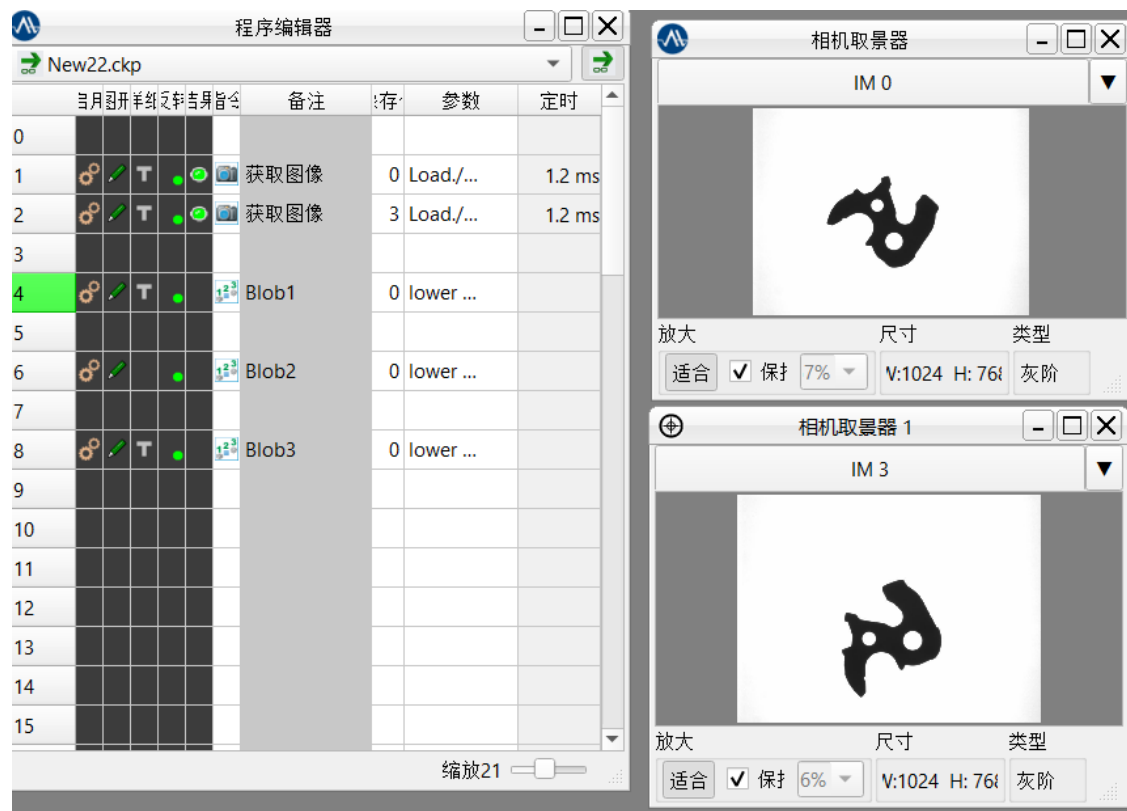 程序编辑器
New22.ckp
备注 参数 定时
0
1 获取图像 0 Load./... 1.2 ms
2 获取图像 3 Load./... 1.2 ms
3
4 Blob1 0 lower ...
5
6 Blob2 0 lower ...
7
8 Blob3 0 lower ...
9
10
11
12
13
14
15
缩放21
相机取景器
IM 0
放大 尺寸 类型
适合 保 7% V:1024 H: 768 灰阶
相机取景器 1
IM 3
放大 尺寸 类型
适合 保 6% V:1024 H: 768 灰阶